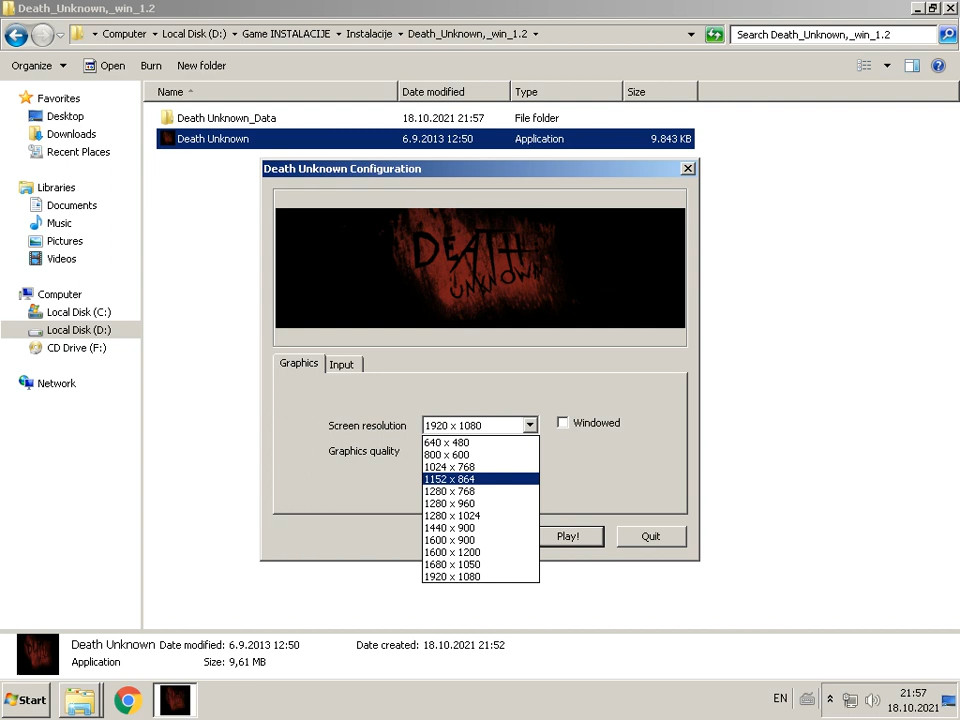 Death_Unknown,_win_1.2
Computer Local Disk (D:) Game INSTALACIJE Instalacije Death_Unknown,_win_1.2
Search Death_Unknown,_win_1.2
Organize Open Burn New folder
Name Date modified Type Size
Favorites
Desktop
Downloads
Recent Places
Libraries
Documents
Music
Pictures
Videos
Computer
Local Disk (C:)
Local Disk (D:)
CD Drive (F:)
Network
Death Unknown_Data 18.10.2021 21:57 File folder
Death Unknown 6.9.2013 12:50 Application 9.843 KB
Death Unknown Configuration
DEATH
UNKNOWN
Graphics Input
Screen resolution 1920 x 1080 Windowed
Graphics quality
640 x 480
800 x 600
1024 x 768
1152 x 864
1280 x 768
1280 x 960
1280 x 1024
1440 x 900
1600 x 900
1600 x 1200
1680 x 1050
1920 x 1080
Play! Quit
Death Unknown Date modified: 6.9.2013 12:50 Date created: 18.10.2021 21:52
Application Size: 9,61 MB
Start
EN
21:57
18.10.2021